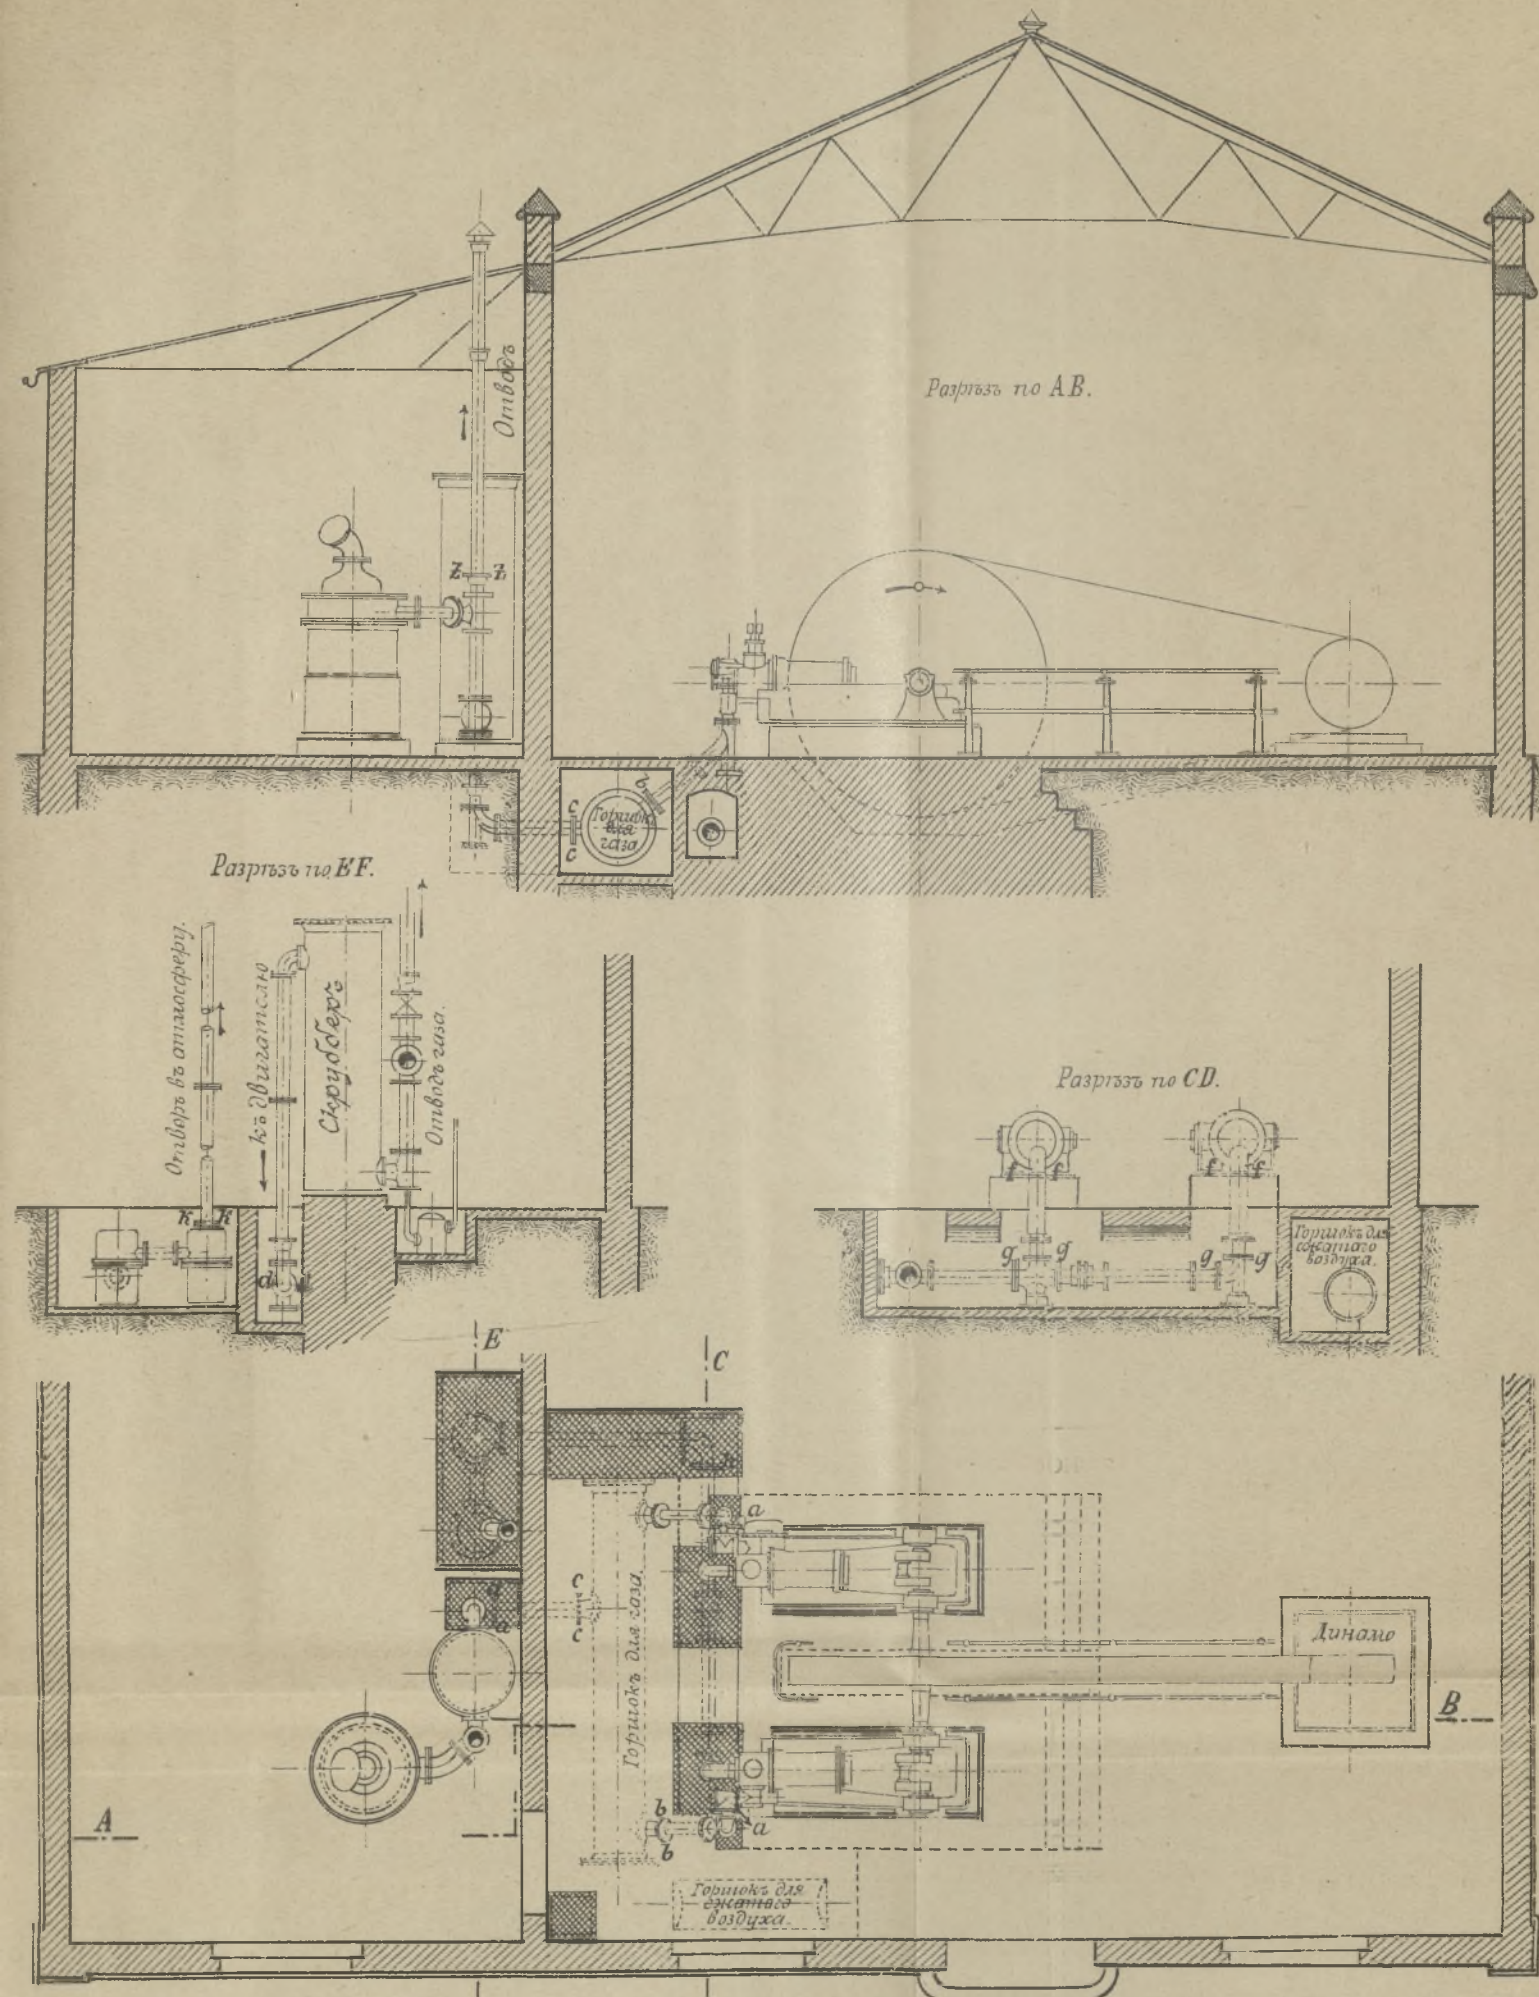 Отводъ
Разрѣзъ по AB.
Z Z
a
c
Горшокъ
для
газа
c
Разрѣзъ по EF.
Отворъ въ атмосферу.
къ двигателю
Скрубберъ
Отводъ газа.
k k
d
Разрѣзъ по CD.
f f
f f
g g
g g
Горшокъ для
сжатаго
воздуха.
E
C
a
d
a
c
c
Горшокъ для газа.
Динамо
B
A
b
b
a
Горшокъ для
сжатаго
воздуха.